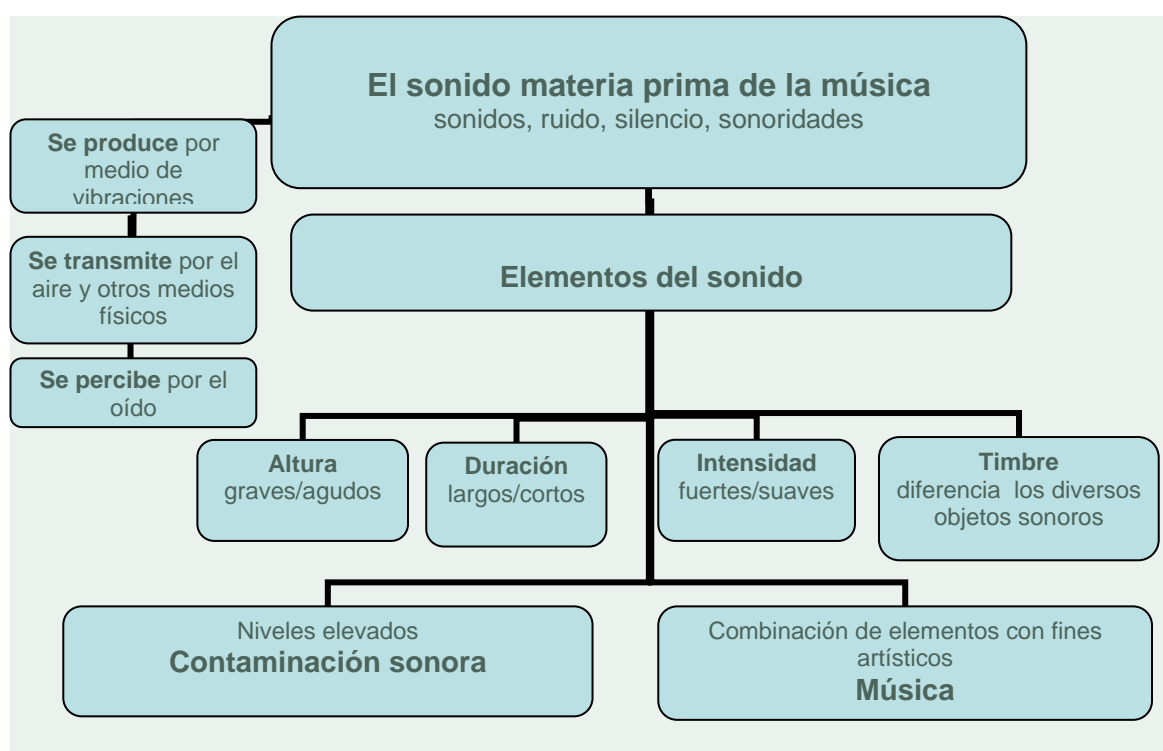 El sonido materia prima de la música
sonidos, ruido, silencio, sonoridades
Se produce por
medio de
vibraciones
Se transmite por el
aire y otros medios
físicos
Se percibe por el
oído
Elementos del sonido
Altura
graves/agudos
Duración
largos/cortos
Intensidad
fuertes/suaves
Timbre
diferencia los diversos
objetos sonoros
Niveles elevados
Contaminación sonora
Combinación de elementos con fines
artísticos
Música